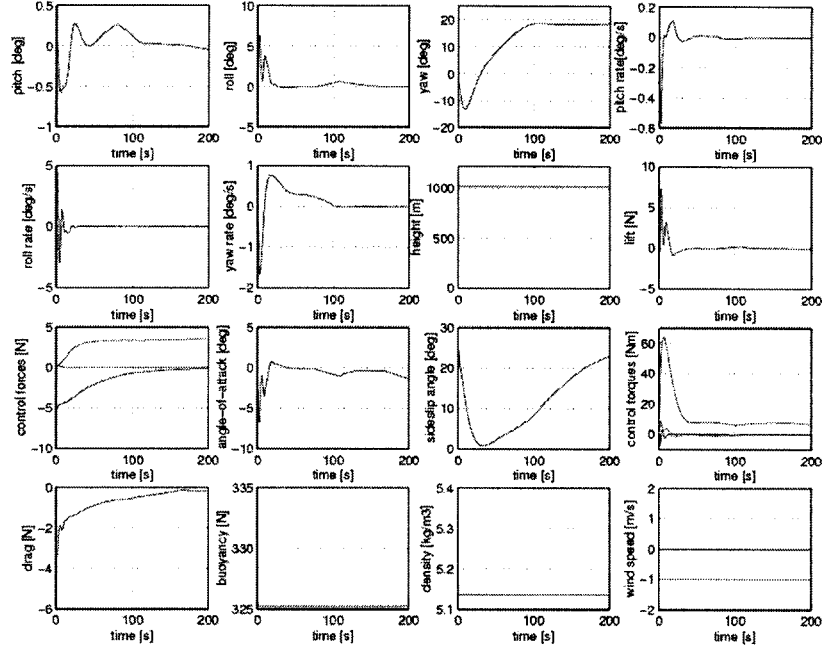 pitch [deg]
0.5
0
-0.5
-1
0 100 200
time [s]
roll [deg]
10
5
0
-5
0 100 200
time [s]
yaw [deg]
20
10
0
-10
-20
0 100 200
time [s]
pitch rate[deg/s]
0.2
0
-0.2
-0.4
-0.6
-0.8
0 100 200
time [s]
roll rate [deg/s]
5
0
-5
0 100 200
time [s]
yaw rate [deg/s]
1
0
-1
-2
0 100 200
time [s]
height [m]
1000
500
0
0 100 200
time [s]
lift [N]
10
5
0
-5
0 100 200
time [s]
control forces [N]
5
0
-5
-10
0 100 200
time [s]
angle-of-attack [deg]
5
0
-5
-10
0 100 200
time [s]
sideslip angle [deg]
30
20
10
0
0 100 200
time [s]
control torques [Nm]
60
40
20
0
0 100 200
time [s]
drag [N]
0
-2
-4
-6
0 100 200
time [s]
buoyancy [N]
335
330
325
0 100 200
time [s]
density [kg/m3]
5.4
5.3
5.2
5.1
0 100 200
time [s]
wind speed [m/s]
2
1
0
-1
-2
0 100 200
time [s]